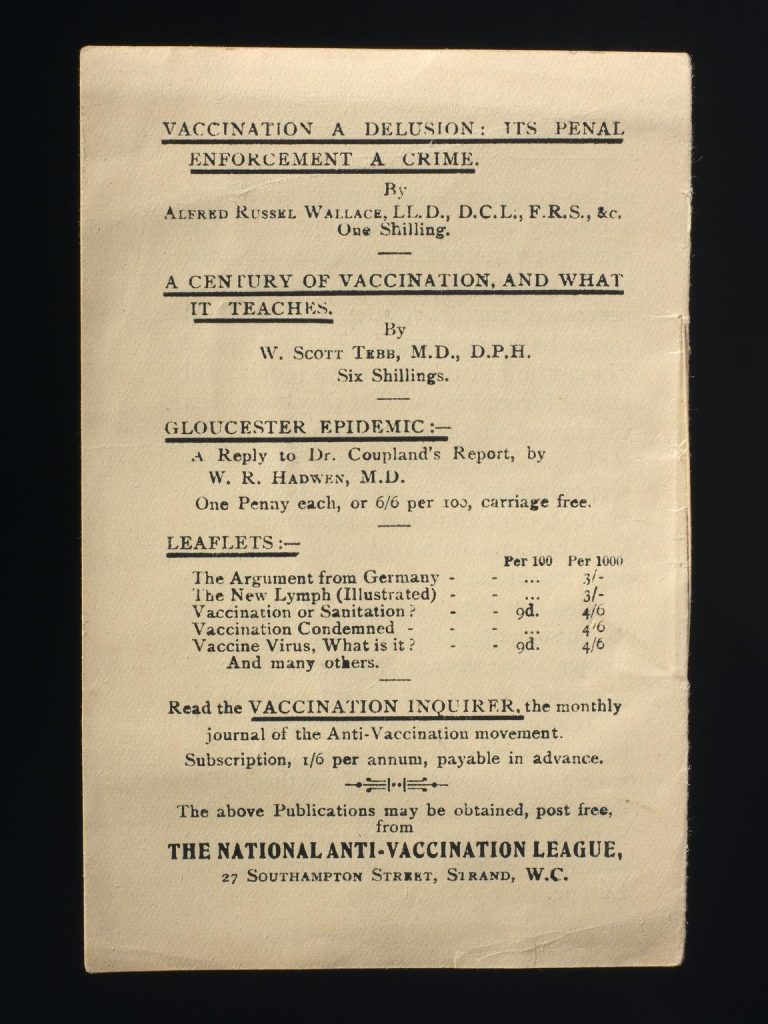 VACCINATION A DELUSION: ITS PENAL
ENFORCEMENT A CRIME.
By
ALFRED RUSSEL WALLACE, LL.D., D.C.L., F.R.S., &c.
One Shilling.
A CENTURY OF VACCINATION, AND WHAT
IT TEACHES.
By
W. SCOTT TEBB, M.D., D.P.H.
Six Shillings.
GLOUCESTER EPIDEMIC:—
A Reply to Dr. Coupland's Report, by
W. R. HADWEN, M.D.
One Penny each, or 6/6 per 100, carriage free.
LEAFLETS:—
Per 100 Per 1000
The Argument from Germany - - ... 3/-
The New Lymph (Illustrated) - - ... 3/-
Vaccination or Sanitation? - - 9d. 4/6
Vaccination Condemned - - - ... 4/6
Vaccine Virus, What is it? - - 9d. 4/6
And many others.
Read the VACCINATION INQUIRER, the monthly
journal of the Anti-Vaccination movement.
Subscription, 1/6 per annum, payable in advance.
The above Publications may be obtained, post free,
from
THE NATIONAL ANTI-VACCINATION LEAGUE,
27 SOUTHAMPTON STREET, STRAND, W.C.